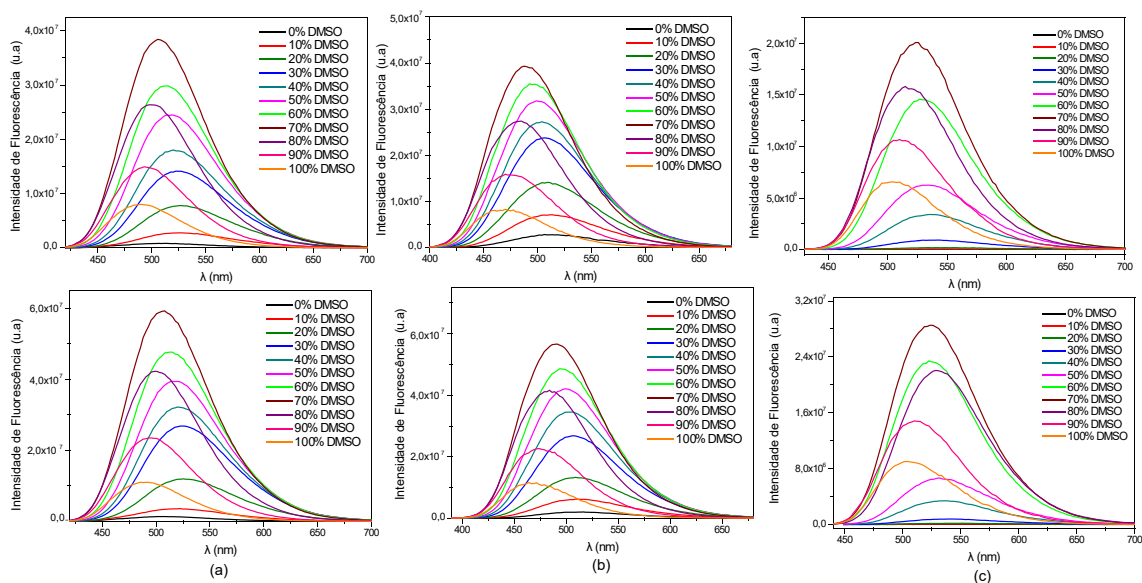 Intensidade de Fluorescência (u.a)
4,0x10⁷
3,0x10⁷
2,0x10⁷
1,0x10⁷
0,0
450 500 550 600 650 700
λ (nm)
0% DMSO
10% DMSO
20% DMSO
30% DMSO
40% DMSO
50% DMSO
60% DMSO
70% DMSO
80% DMSO
90% DMSO
100% DMSO
Intensidade de Fluorescência (u.a)
5,0x10⁷
4,0x10⁷
3,0x10⁷
2,0x10⁷
1,0x10⁷
0,0
400 450 500 550 600 650
λ (nm)
0% DMSO
10% DMSO
20% DMSO
30% DMSO
40% DMSO
50% DMSO
60% DMSO
70% DMSO
80% DMSO
90% DMSO
100% DMSO
Intensidade de Fluorescência (u.a)
2,0x10⁷
1,5x10⁷
1,0x10⁷
5,0x10⁶
0,0
450 500 550 600 650 700
λ (nm)
0% DMSO
10% DMSO
20% DMSO
30% DMSO
40% DMSO
50% DMSO
60% DMSO
70% DMSO
80% DMSO
90% DMSO
100% DMSO
Intensidade de Fluorescência (u.a)
6,0x10⁷
4,0x10⁷
2,0x10⁷
0,0
450 500 550 600 650 700
λ (nm)
0% DMSO
10% DMSO
20% DMSO
30% DMSO
40% DMSO
50% DMSO
60% DMSO
70% DMSO
80% DMSO
90% DMSO
100% DMSO
(a)
Intensidade de Fluorescência (u.a)
6,0x10⁷
4,0x10⁷
2,0x10⁷
0,0
400 450 500 550 600 650
λ (nm)
0% DMSO
10% DMSO
20% DMSO
30% DMSO
40% DMSO
50% DMSO
60% DMSO
70% DMSO
80% DMSO
90% DMSO
100% DMSO
(b)
Intensidade de Fluorescência (u.a)
3,2x10⁷
2,4x10⁷
1,6x10⁷
8,0x10⁶
0,0
450 500 550 600 650 700
λ (nm)
0% DMSO
10% DMSO
20% DMSO
30% DMSO
40% DMSO
50% DMSO
60% DMSO
70% DMSO
80% DMSO
90% DMSO
100% DMSO
(c)